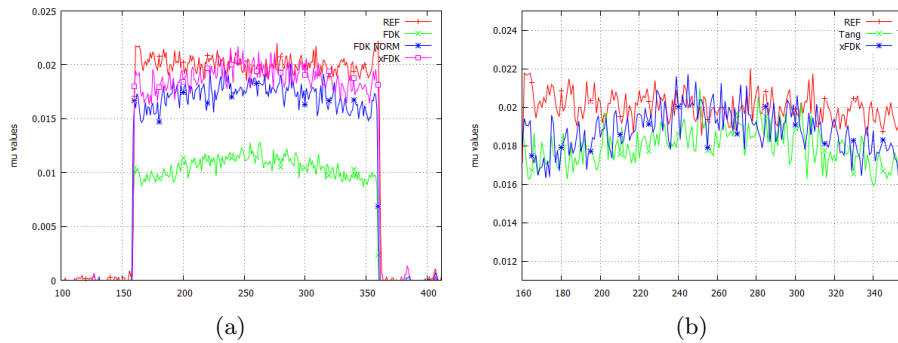 REF
FDK
FDK NORM
xFDK
mu values
0.025
0.02
0.015
0.01
0.005
0
100 150 200 250 300 350 400
(a)
REF
Tang
xFDK
mu values
0.024
0.022
0.02
0.018
0.016
0.014
0.012
160 180 200 220 240 260 280 300 320 340
(b)